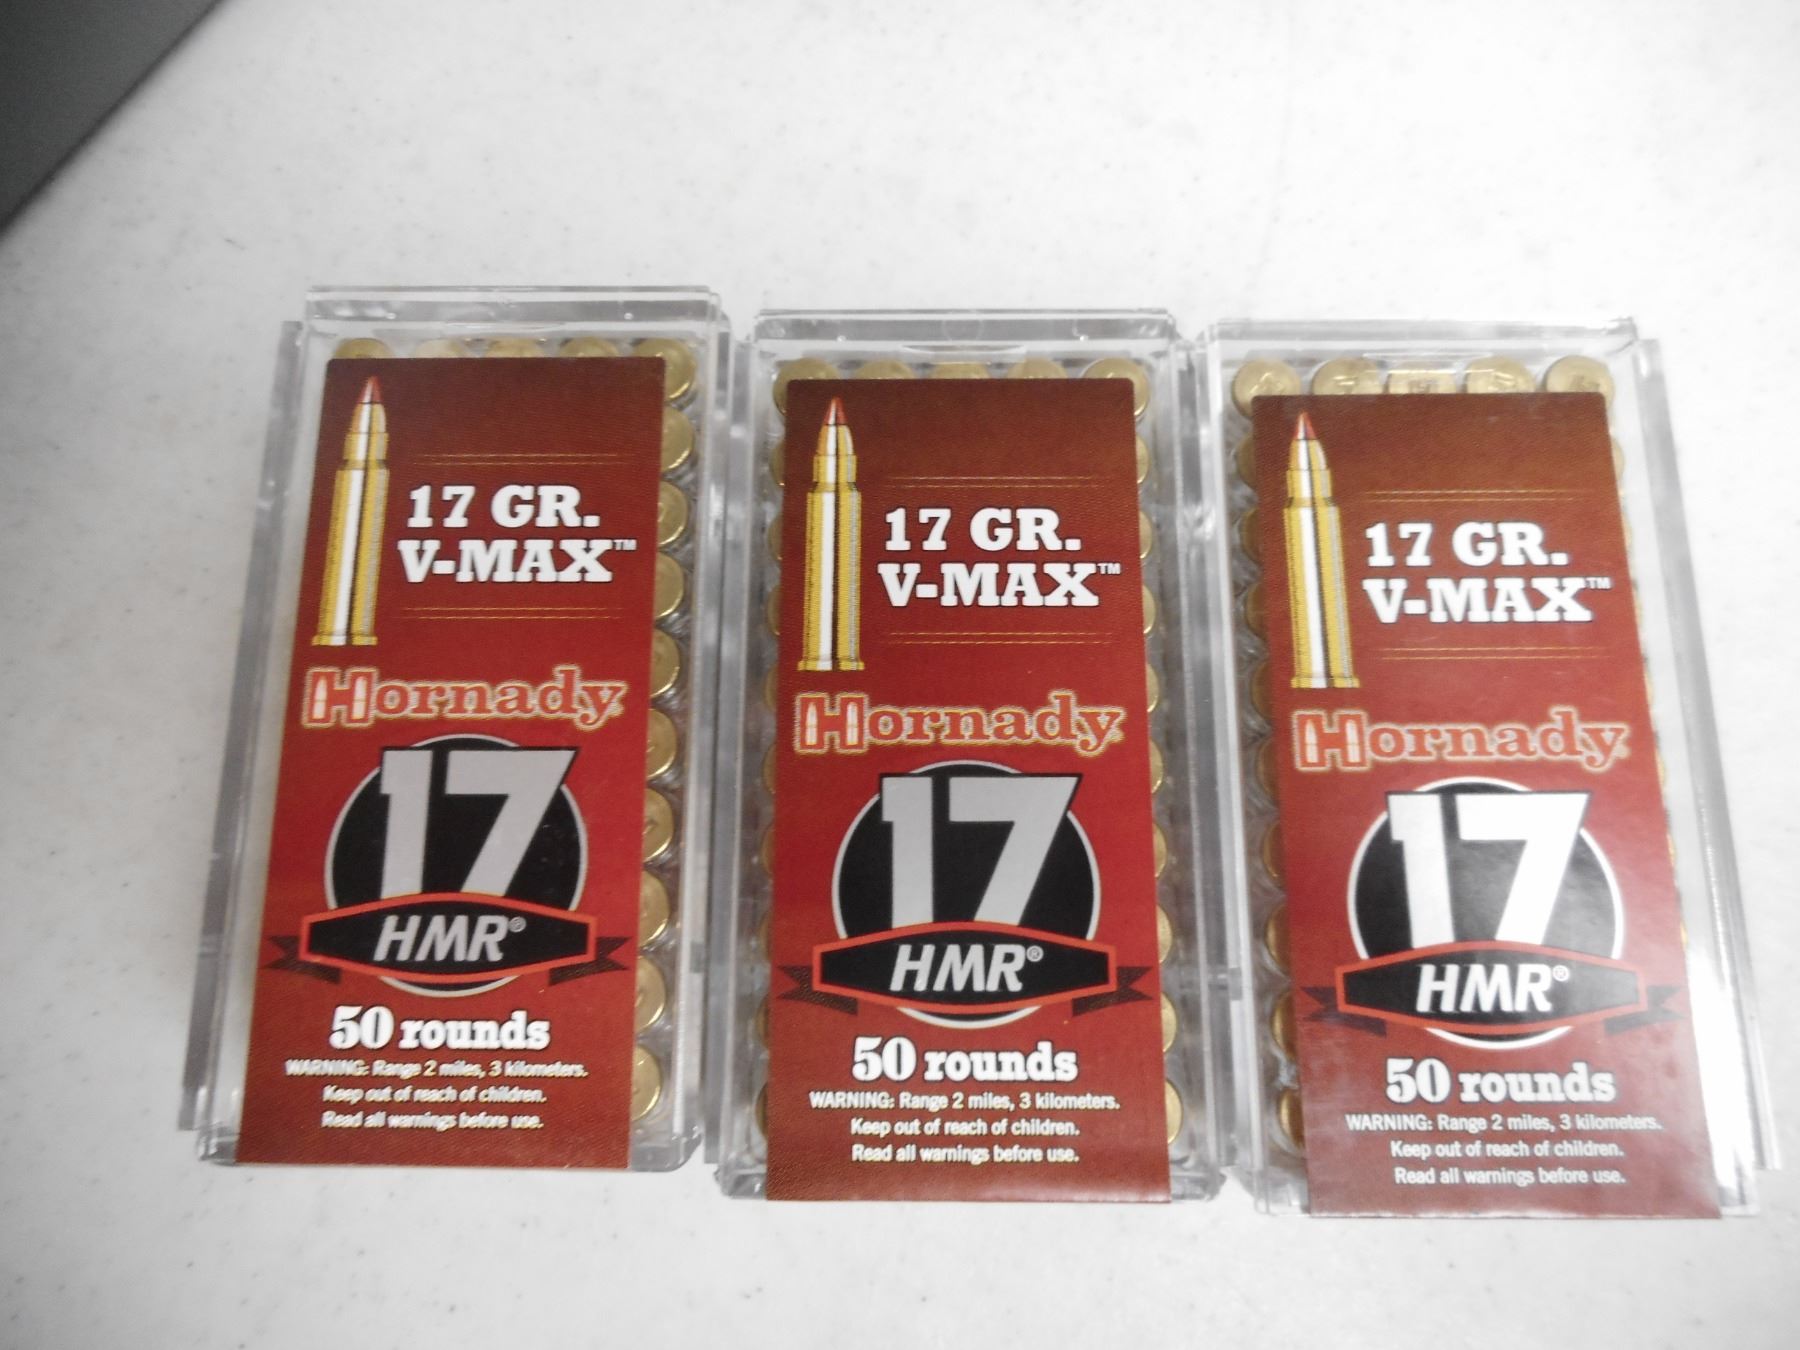 17 GR.
V-MAX™
Hornady
17
HMR®
50 rounds
WARNING: Range 2 miles, 3 kilometers.
Keep out of reach of children.
Read all warnings before use.
17 GR.
V-MAX™
Hornady
17
HMR®
50 rounds
WARNING: Range 2 miles, 3 kilometers.
Keep out of reach of children.
Read all warnings before use.
17 GR.
V-MAX™
Hornady
17
HMR®
50 rounds
WARNING: Range 2 miles, 3 kilometers.
Keep out of reach of children.
Read all warnings before use.